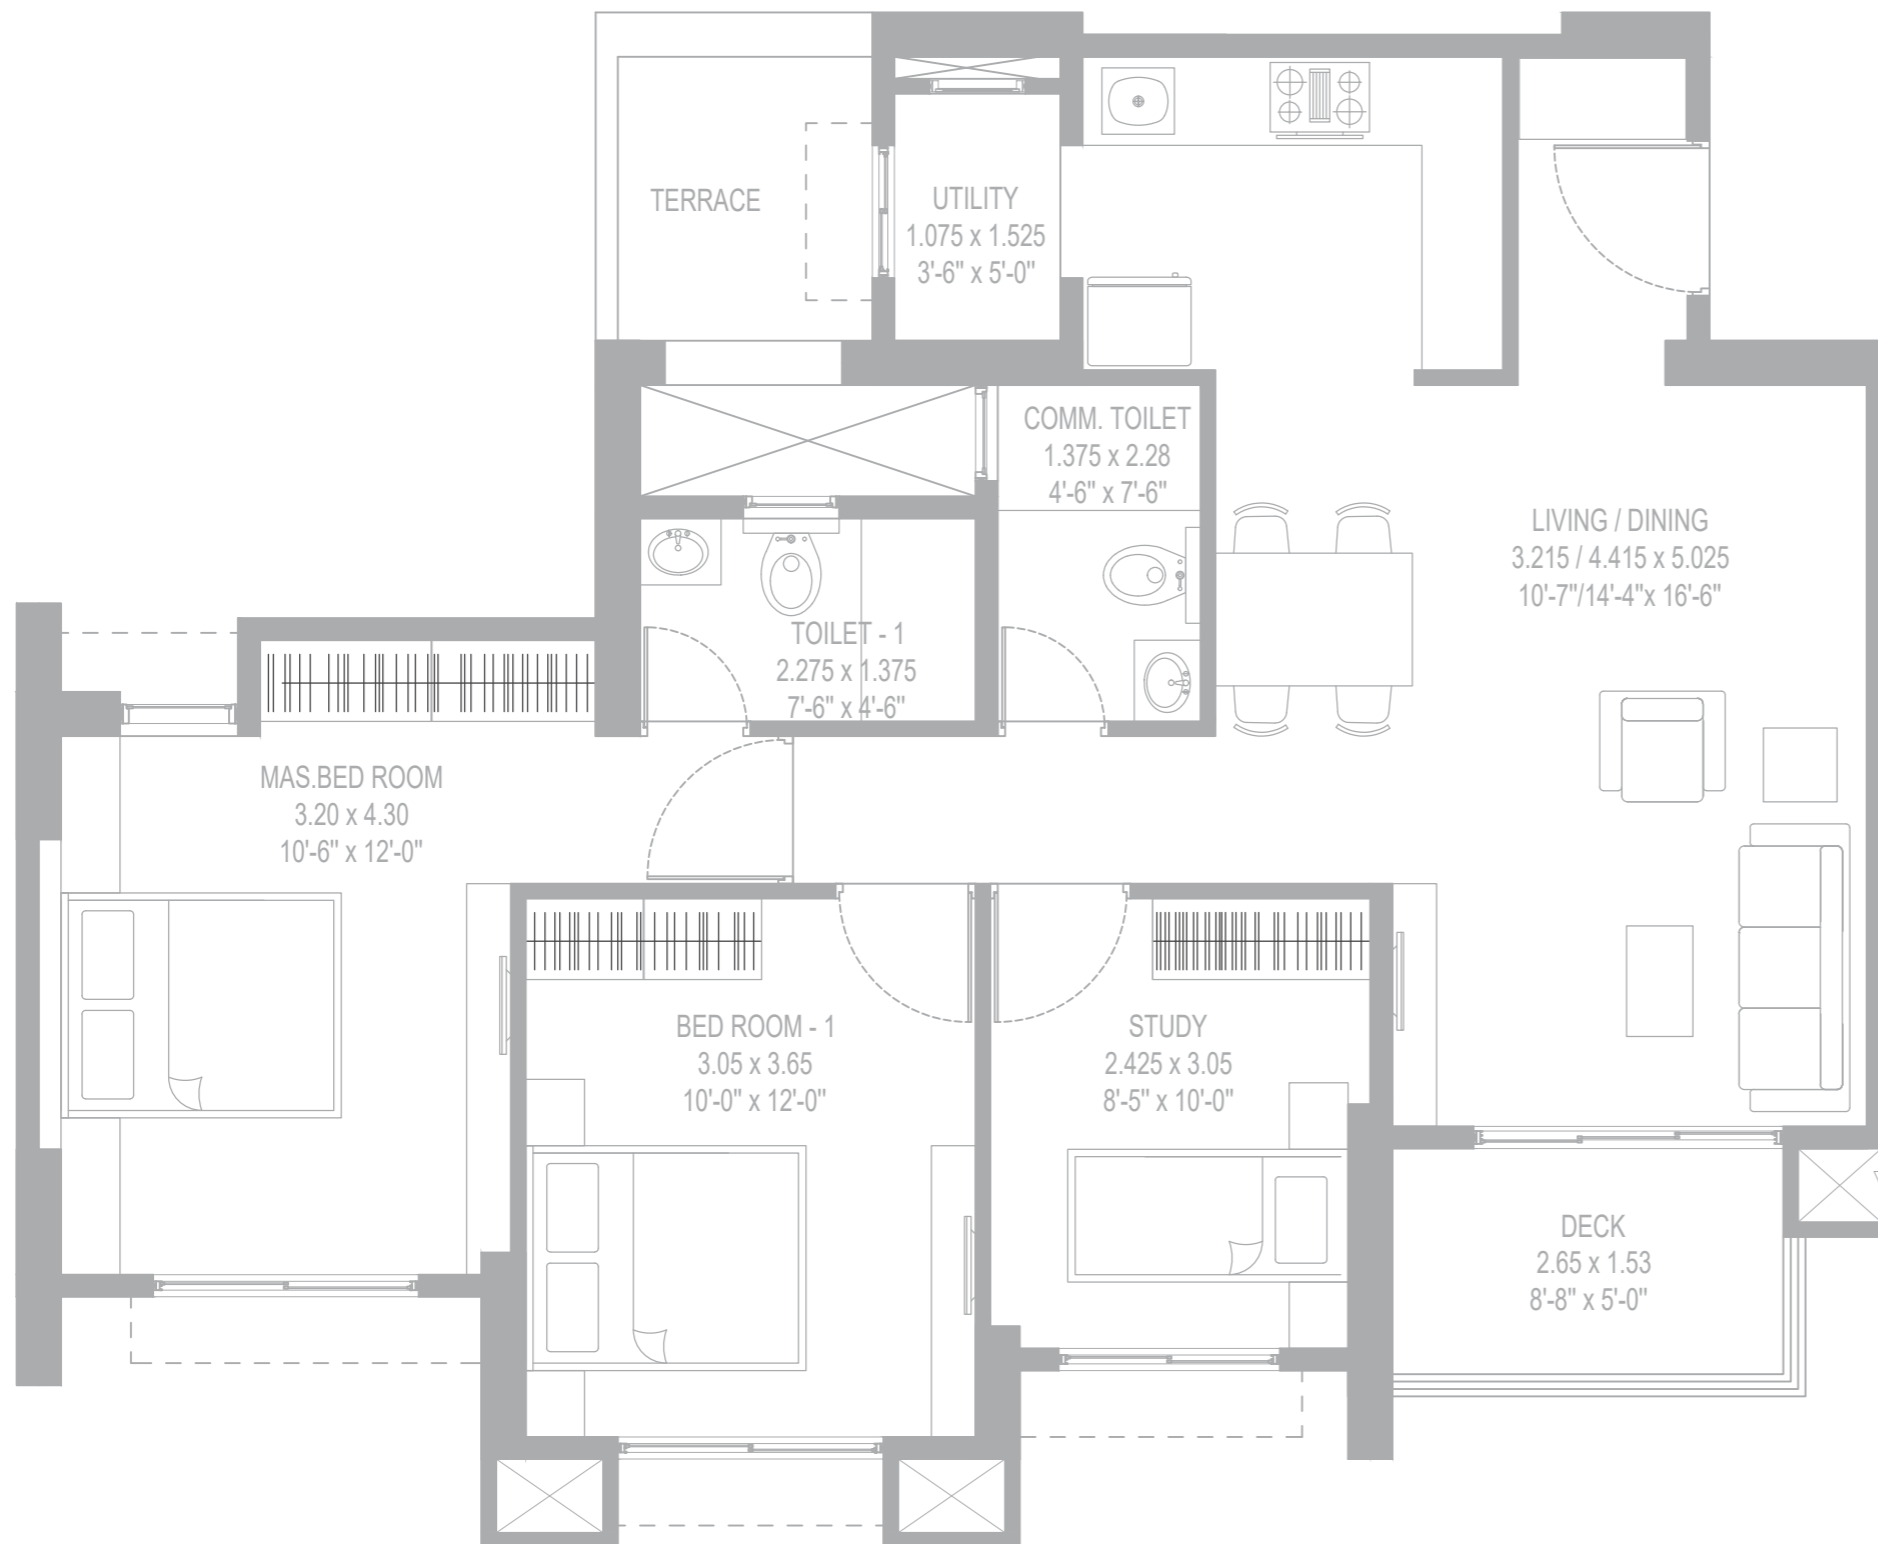 TERRACE
UTILITY
1.075 x 1.525
3'-6" x 5'-0"
COMM. TOILET
1.375 x 2.28
4'-6" x 7'-6"
LIVING / DINING
3.215 / 4.415 x 5.025
10'-7"/14'-4"x 16'-6"
TOILET - 1
2.275 x 1.375
7'-6" x 4'-6"
MAS.BED ROOM
3.20 x 4.30
10'-6" x 12'-0"
BED ROOM - 1
3.05 x 3.65
10'-0" x 12'-0"
STUDY
2.425 x 3.05
8'-5" x 10'-0"
DECK
2.65 x 1.53
8'-8" x 5'-0"